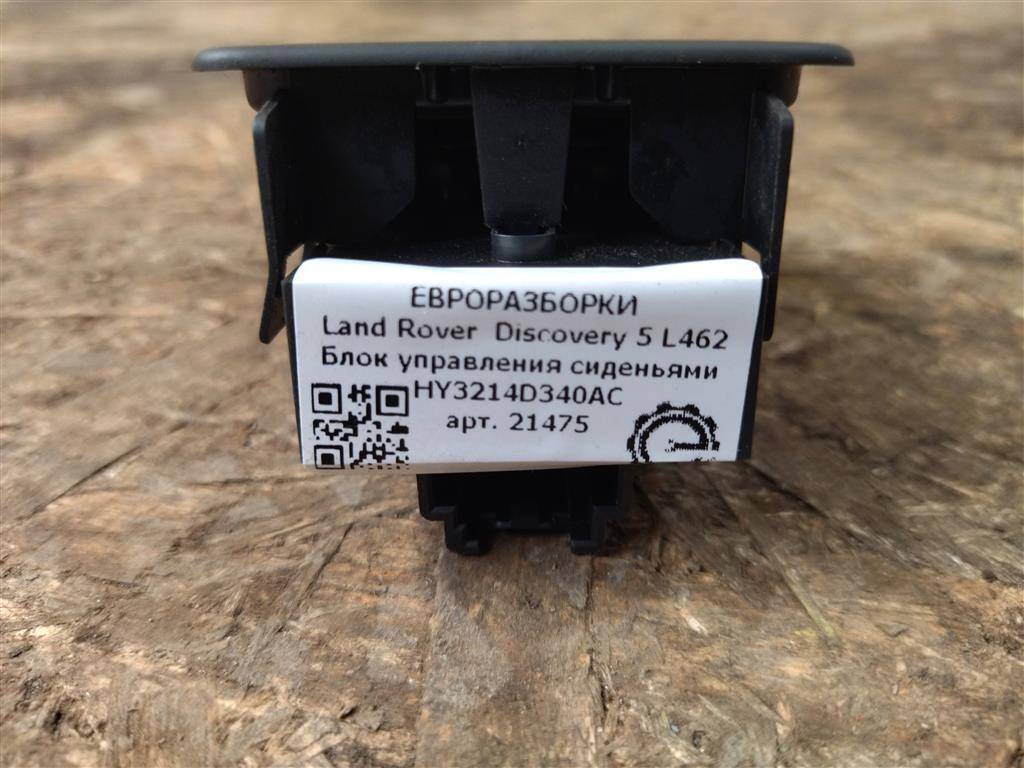 ЕВРОРАЗБОРКИ
Land Rover Discovery 5 L462
Блок управления сиденьями
HY3214D340AC
арт. 21475